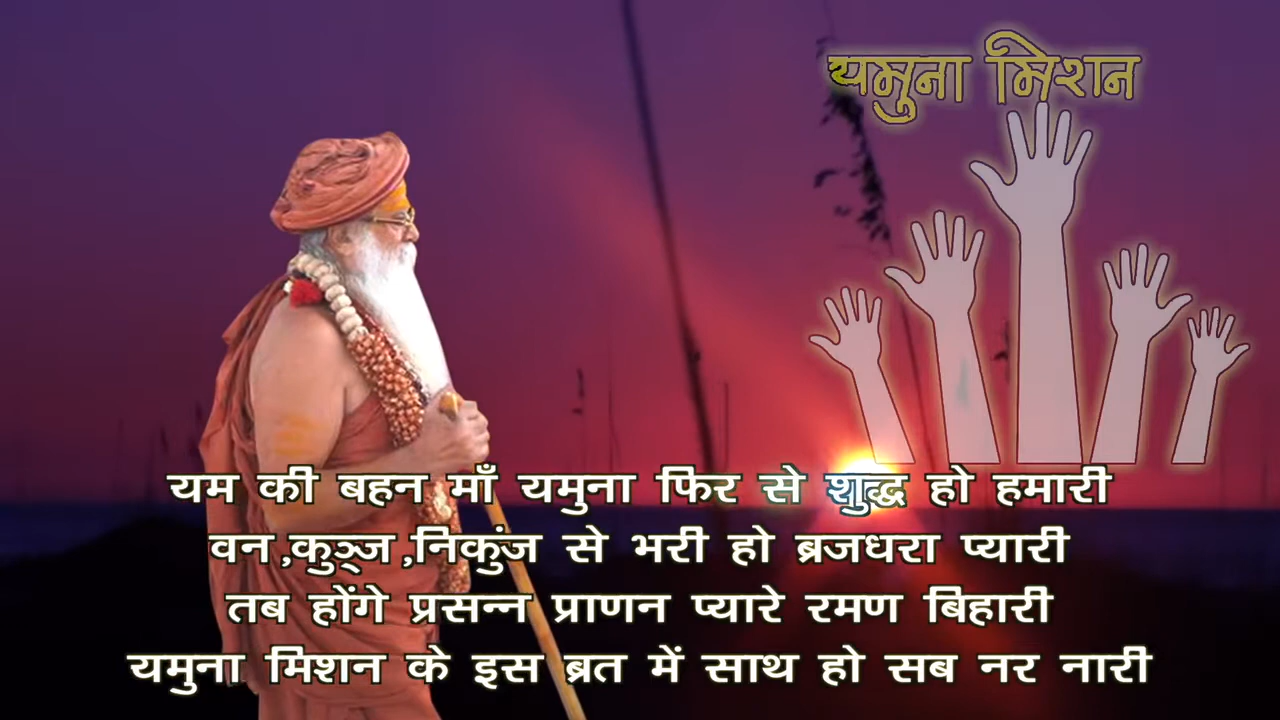 यमुना मिशन
यम की बहन माँ यमुना फिर से शुद्ध हो हमारी
वन ,कुञ्ज ,निकुंज से भरी हो ब्रजधरा प्यारी
तब होंगे प्रसन्न प्राणन प्यारे रमण बिहारी
यमुना मिशन के इस ब्रत में साथ हो सब नर नारी